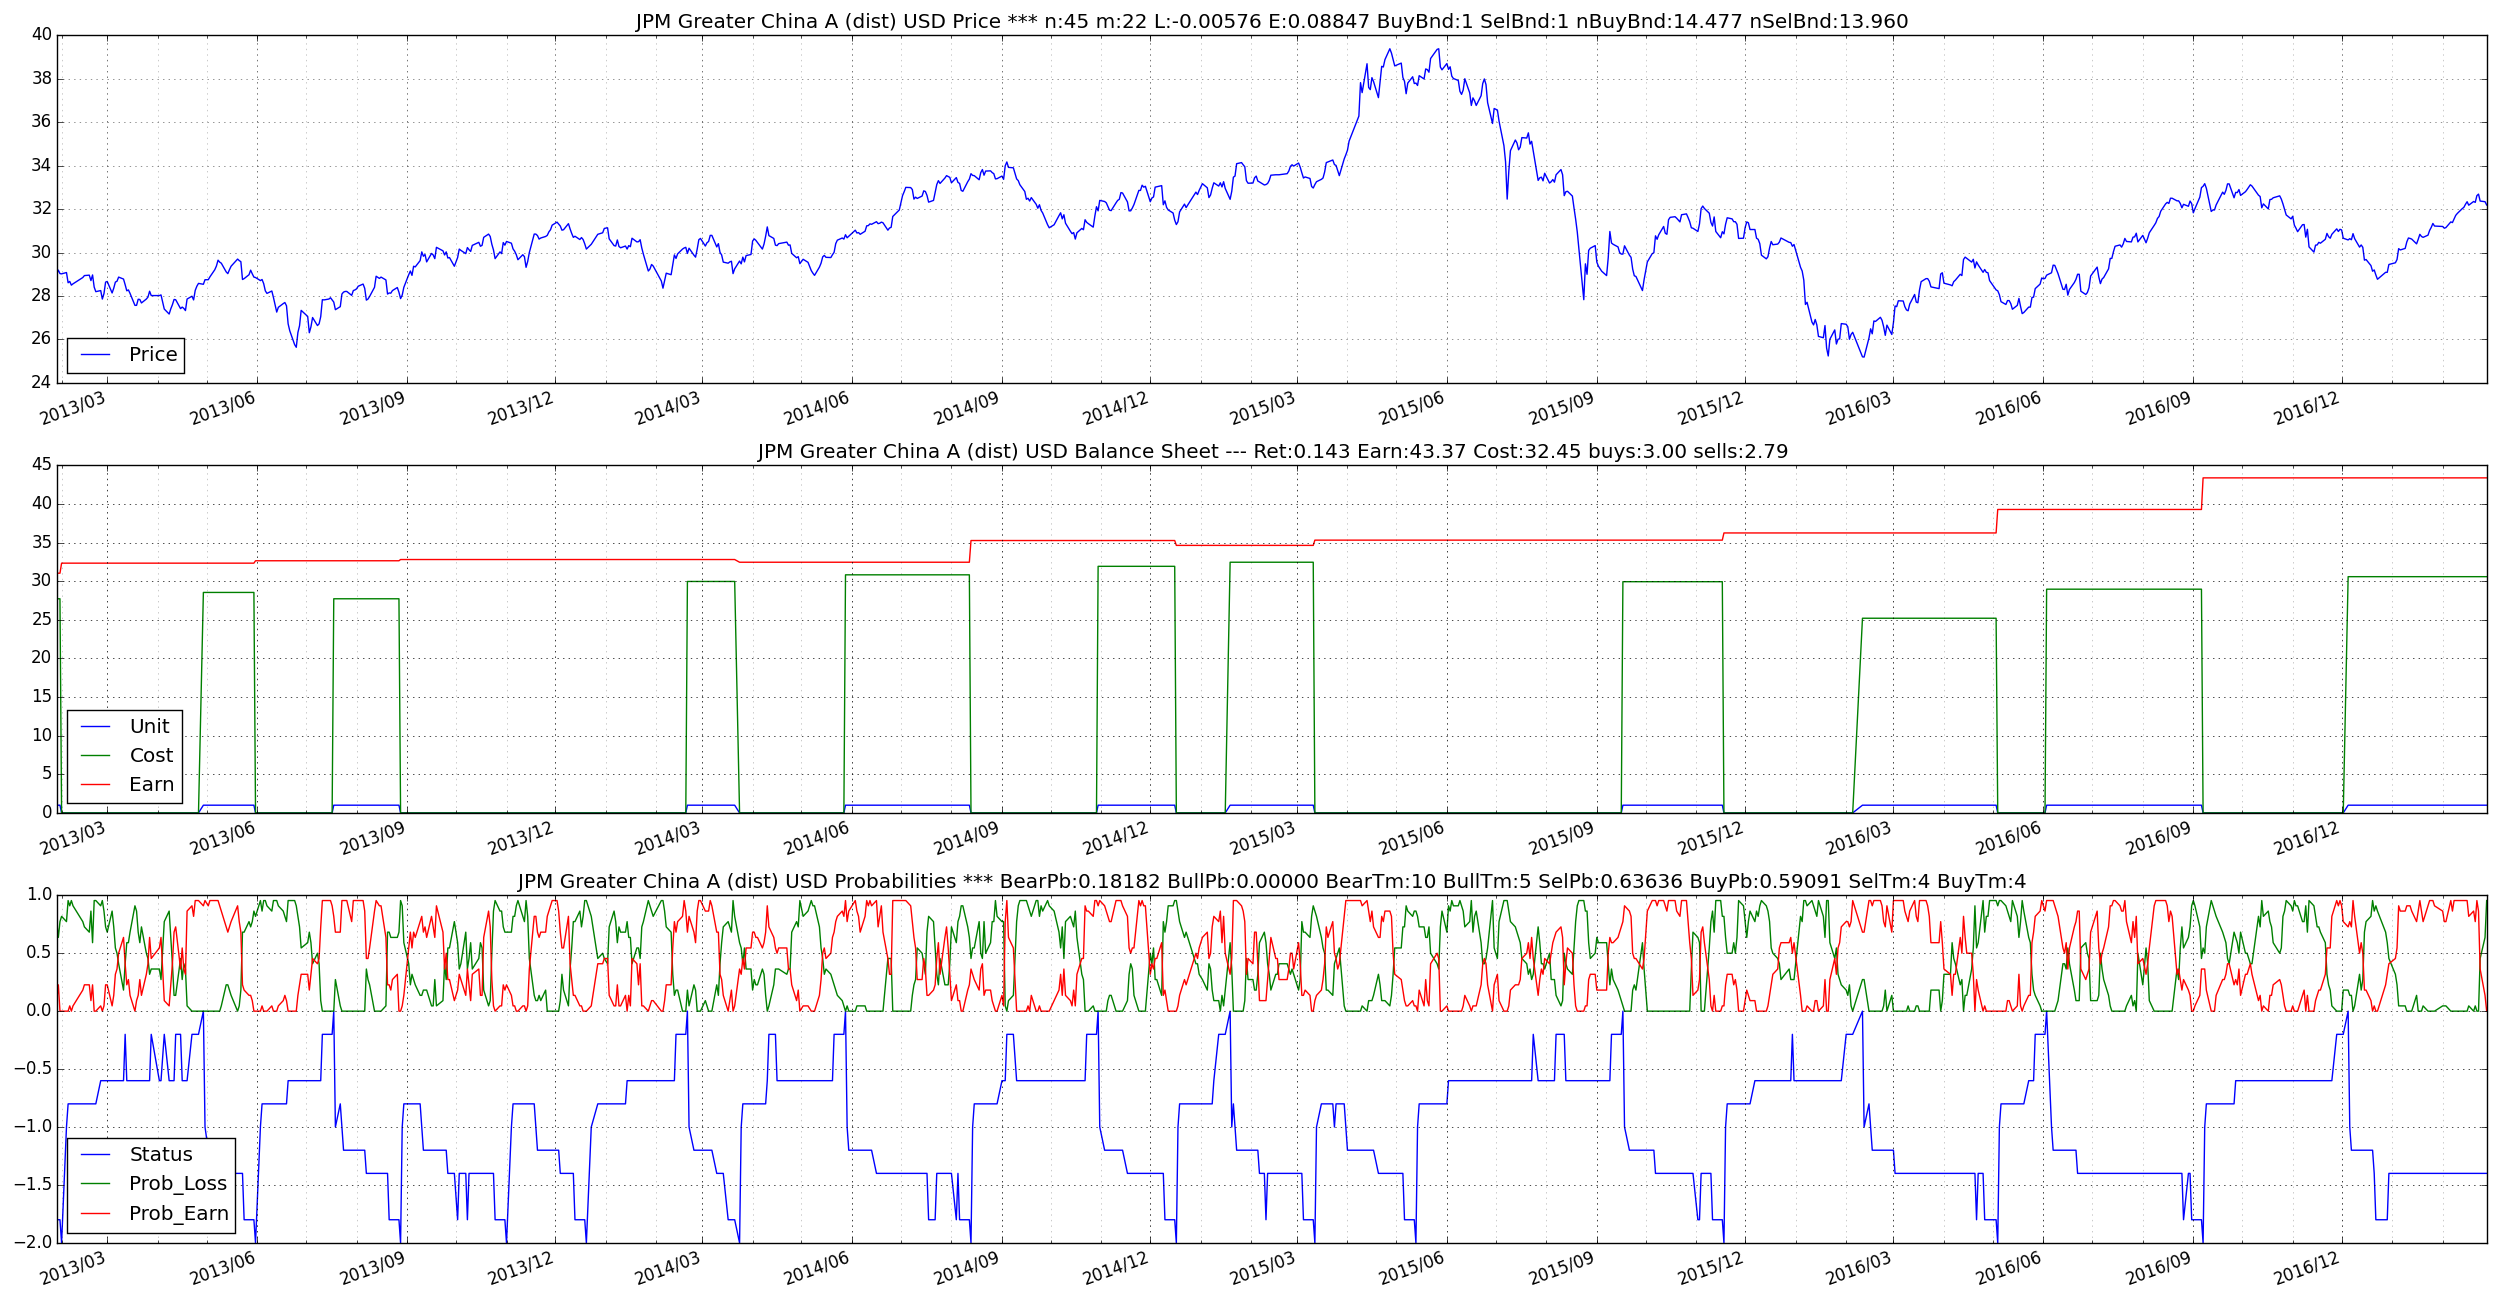 JPM Greater China A (dist) USD Price *** n:45 m:22 L:-0.00576 E:0.08847 BuyBnd:1 SelBnd:1 nBuyBnd:14.477 nSelBnd:13.960
40
38
36
34
32
30
28
26
24
Price
2013/03 2013/06 2013/09 2013/12 2014/03 2014/06 2014/09 2014/12 2015/03 2015/06 2015/09 2015/12 2016/03 2016/06 2016/09 2016/12
JPM Greater China A (dist) USD Balance Sheet --- Ret:0.143 Earn:43.37 Cost:32.45 buys:3.00 sells:2.79
45
40
35
30
25
20
15
10
5
0
Unit
Cost
Earn
2013/03 2013/06 2013/09 2013/12 2014/03 2014/06 2014/09 2014/12 2015/03 2015/06 2015/09 2015/12 2016/03 2016/06 2016/09 2016/12
JPM Greater China A (dist) USD Probabilities *** BearPb:0.18182 BullPb:0.00000 BearTm:10 BullTm:5 SelPb:0.63636 BuyPb:0.59091 SelTm:4 BuyTm:4
1.0
0.5
0.0
−0.5
−1.0
−1.5
−2.0
Status
Prob_Loss
Prob_Earn
2013/03 2013/06 2013/09 2013/12 2014/03 2014/06 2014/09 2014/12 2015/03 2015/06 2015/09 2015/12 2016/03 2016/06 2016/09 2016/12